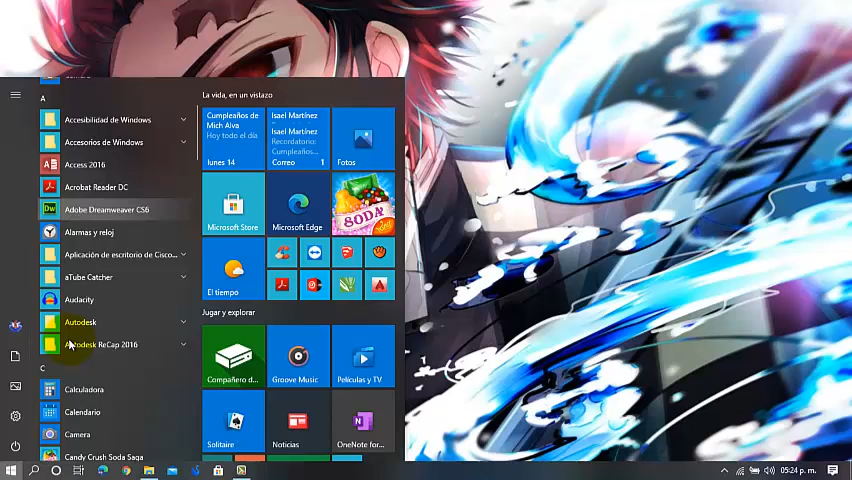 A
Accesibilidad de Windows
Accesorios de Windows
Access 2016
Acrobat Reader DC
Adobe Dreamweaver CS6
Alarmas y reloj
Aplicación de escritorio de Cisco...
aTube Catcher
Audacity
Autodesk
Autodesk ReCap 2016
C
Calculadora
Calendario
Camera
Candy Crush Soda Saga
La vida, en un vistazo
Cumpleaños de
Mich Alva
Hoy todo el día
lunes 14
Isael Martínez
Isael Martínez
Recordatorio:
Cumpleaños...
Correo 1
Fotos
Microsoft Store
Microsoft Edge
SODA
El tiempo
Jugar y explorar
Compañero d...
Groove Music
Películas y TV
Solitaire
Noticias
OneNote for...
05:24 p. m.